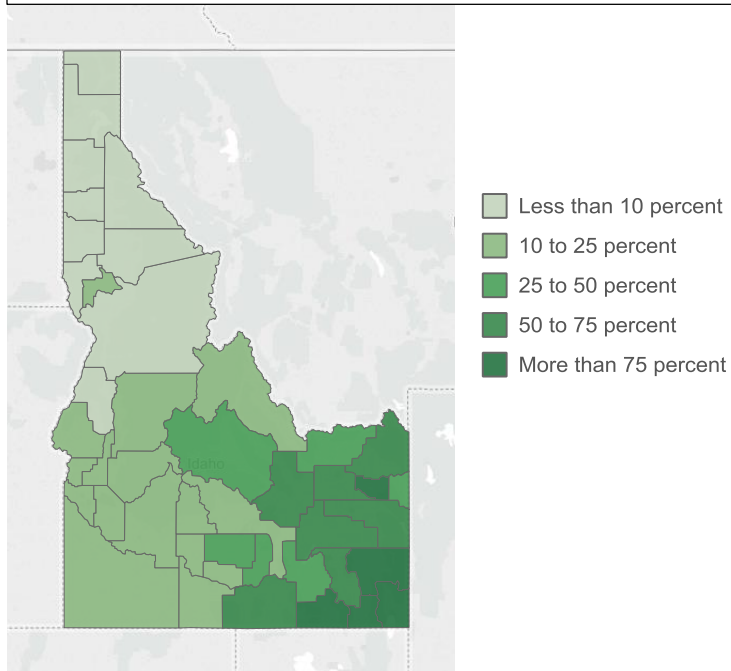 Idaho
Less than 10 percent
10 to 25 percent
25 to 50 percent
50 to 75 percent
More than 75 percent